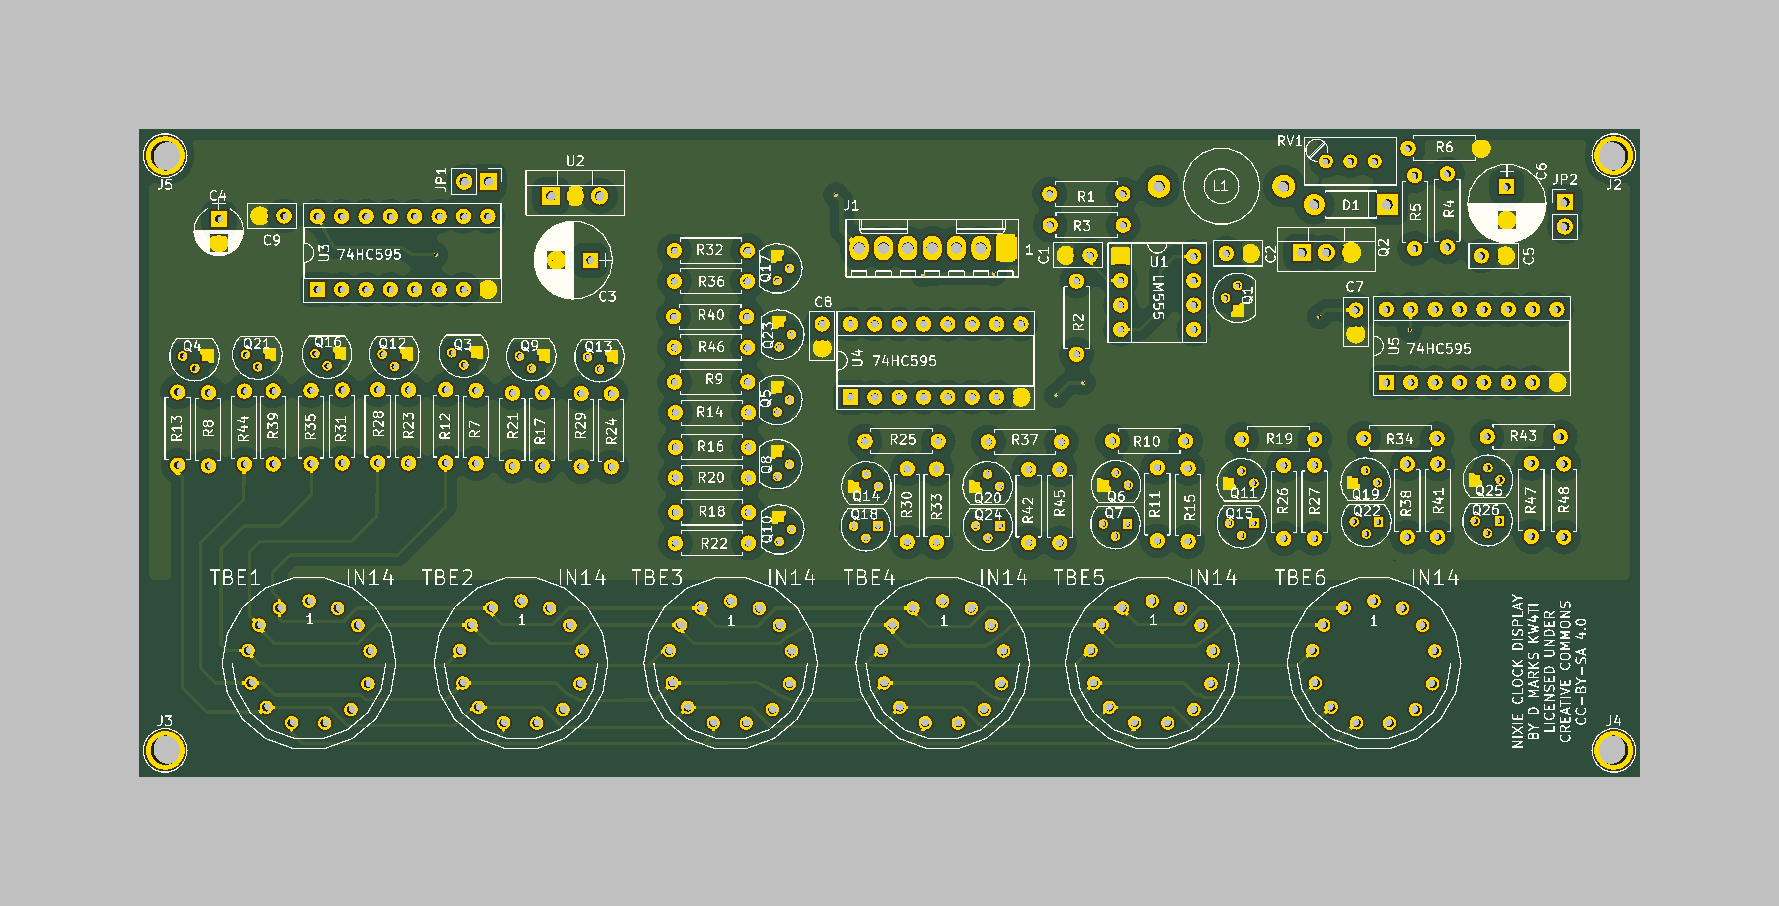 RV1
R6
J5
J2
U2
JP1
C6
JP2
C4
L1
R1
D1
R5
R4
J1
R3
C9
U3
74HC595
1
C1
U1
LM555
C2
Q2
C5
R32
Q17
R36
C3
Q1
C7
C8
R40
R2
Q23
R46
U4
74HC595
U5
74HC595
Q4
Q21
Q16
Q12
Q3
Q9
Q13
R9
Q5
R14
R13
R8
R44
R39
R35
R31
R28
R23
R12
R7
R21
R17
R29
R24
R16
R25
R37
R10
R19
R34
R43
Q8
R20
Q14
R30
R33
Q20
R42
R45
Q6
R11
R15
Q11
R26
R27
Q19
R38
R41
Q25
R47
R48
R18
Q18
Q24
Q7
Q15
Q22
Q26
Q10
R22
TBE1 IN14
TBE2 IN14
TBE3 IN14
TBE4 IN14
TBE5 IN14
TBE6 IN14
1
1
1
1
1
1
NIXIE CLOCK DISPLAY
BY D MARKS KW4TI
LICENSED UNDER
CREATIVE COMMONS
CC-BY-SA 4.0
J3
J4